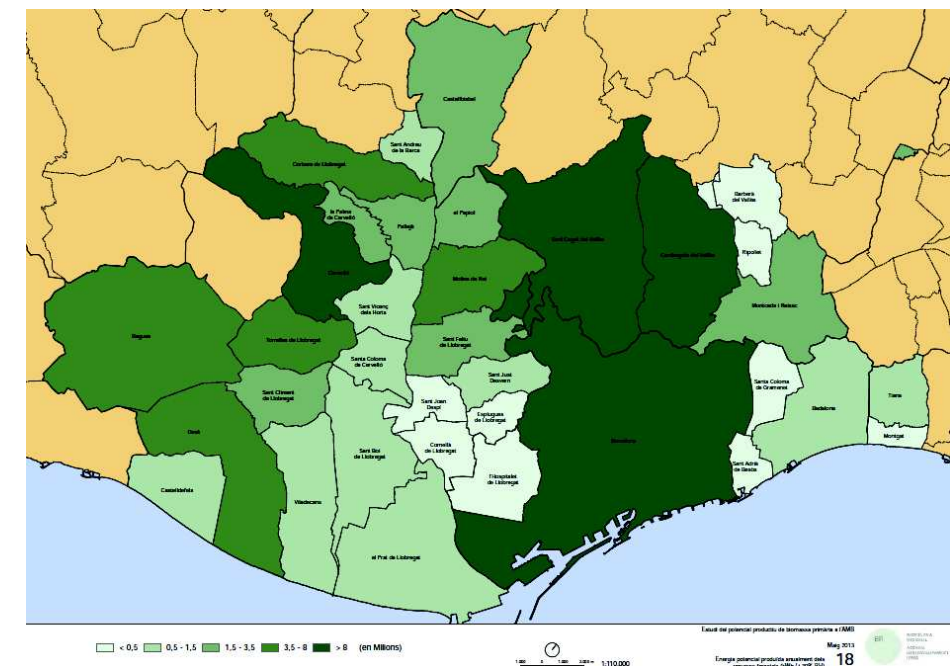 Castellbisbal
Sant Andreu
de la Barca
Corbera de Llobregat
Barberà
del Vallès
la Palma
de Cervelló
Pallejà
el Papiol
Sant Cugat del Vallès
Cerdanyola del Vallès
Ripollet
Cervelló
Molins de Rei
Sant Vicenç
dels Horts
Montcada i Reixac
Begues
Torrelles de Llobregat
Sant Feliu
de Llobregat
Santa Coloma
de Cervelló
Sant Just
Desvern
Santa Coloma
de Gramenet
Sant Climent
de Llobregat
Tiana
Sant Joan
Despí
Esplugues
de Llobregat
Badalona
Gavà
Barcelona
Montgat
Cornellà
de Llobregat
Sant Boi
de Llobregat
Sant Adrià
de Besòs
l'Hospitalet
de Llobregat
Castelldefels
Viladecans
el Prat de Llobregat
Estudi del potencial productiu de biomassa primària a l'AMB
Maig 2013
< 0,5
0,5 - 1,5
1,5 - 3,5
3,5 - 8
> 8
(en Milions)
1:110.000
Energia potencial produïda anualment dels
18
BR